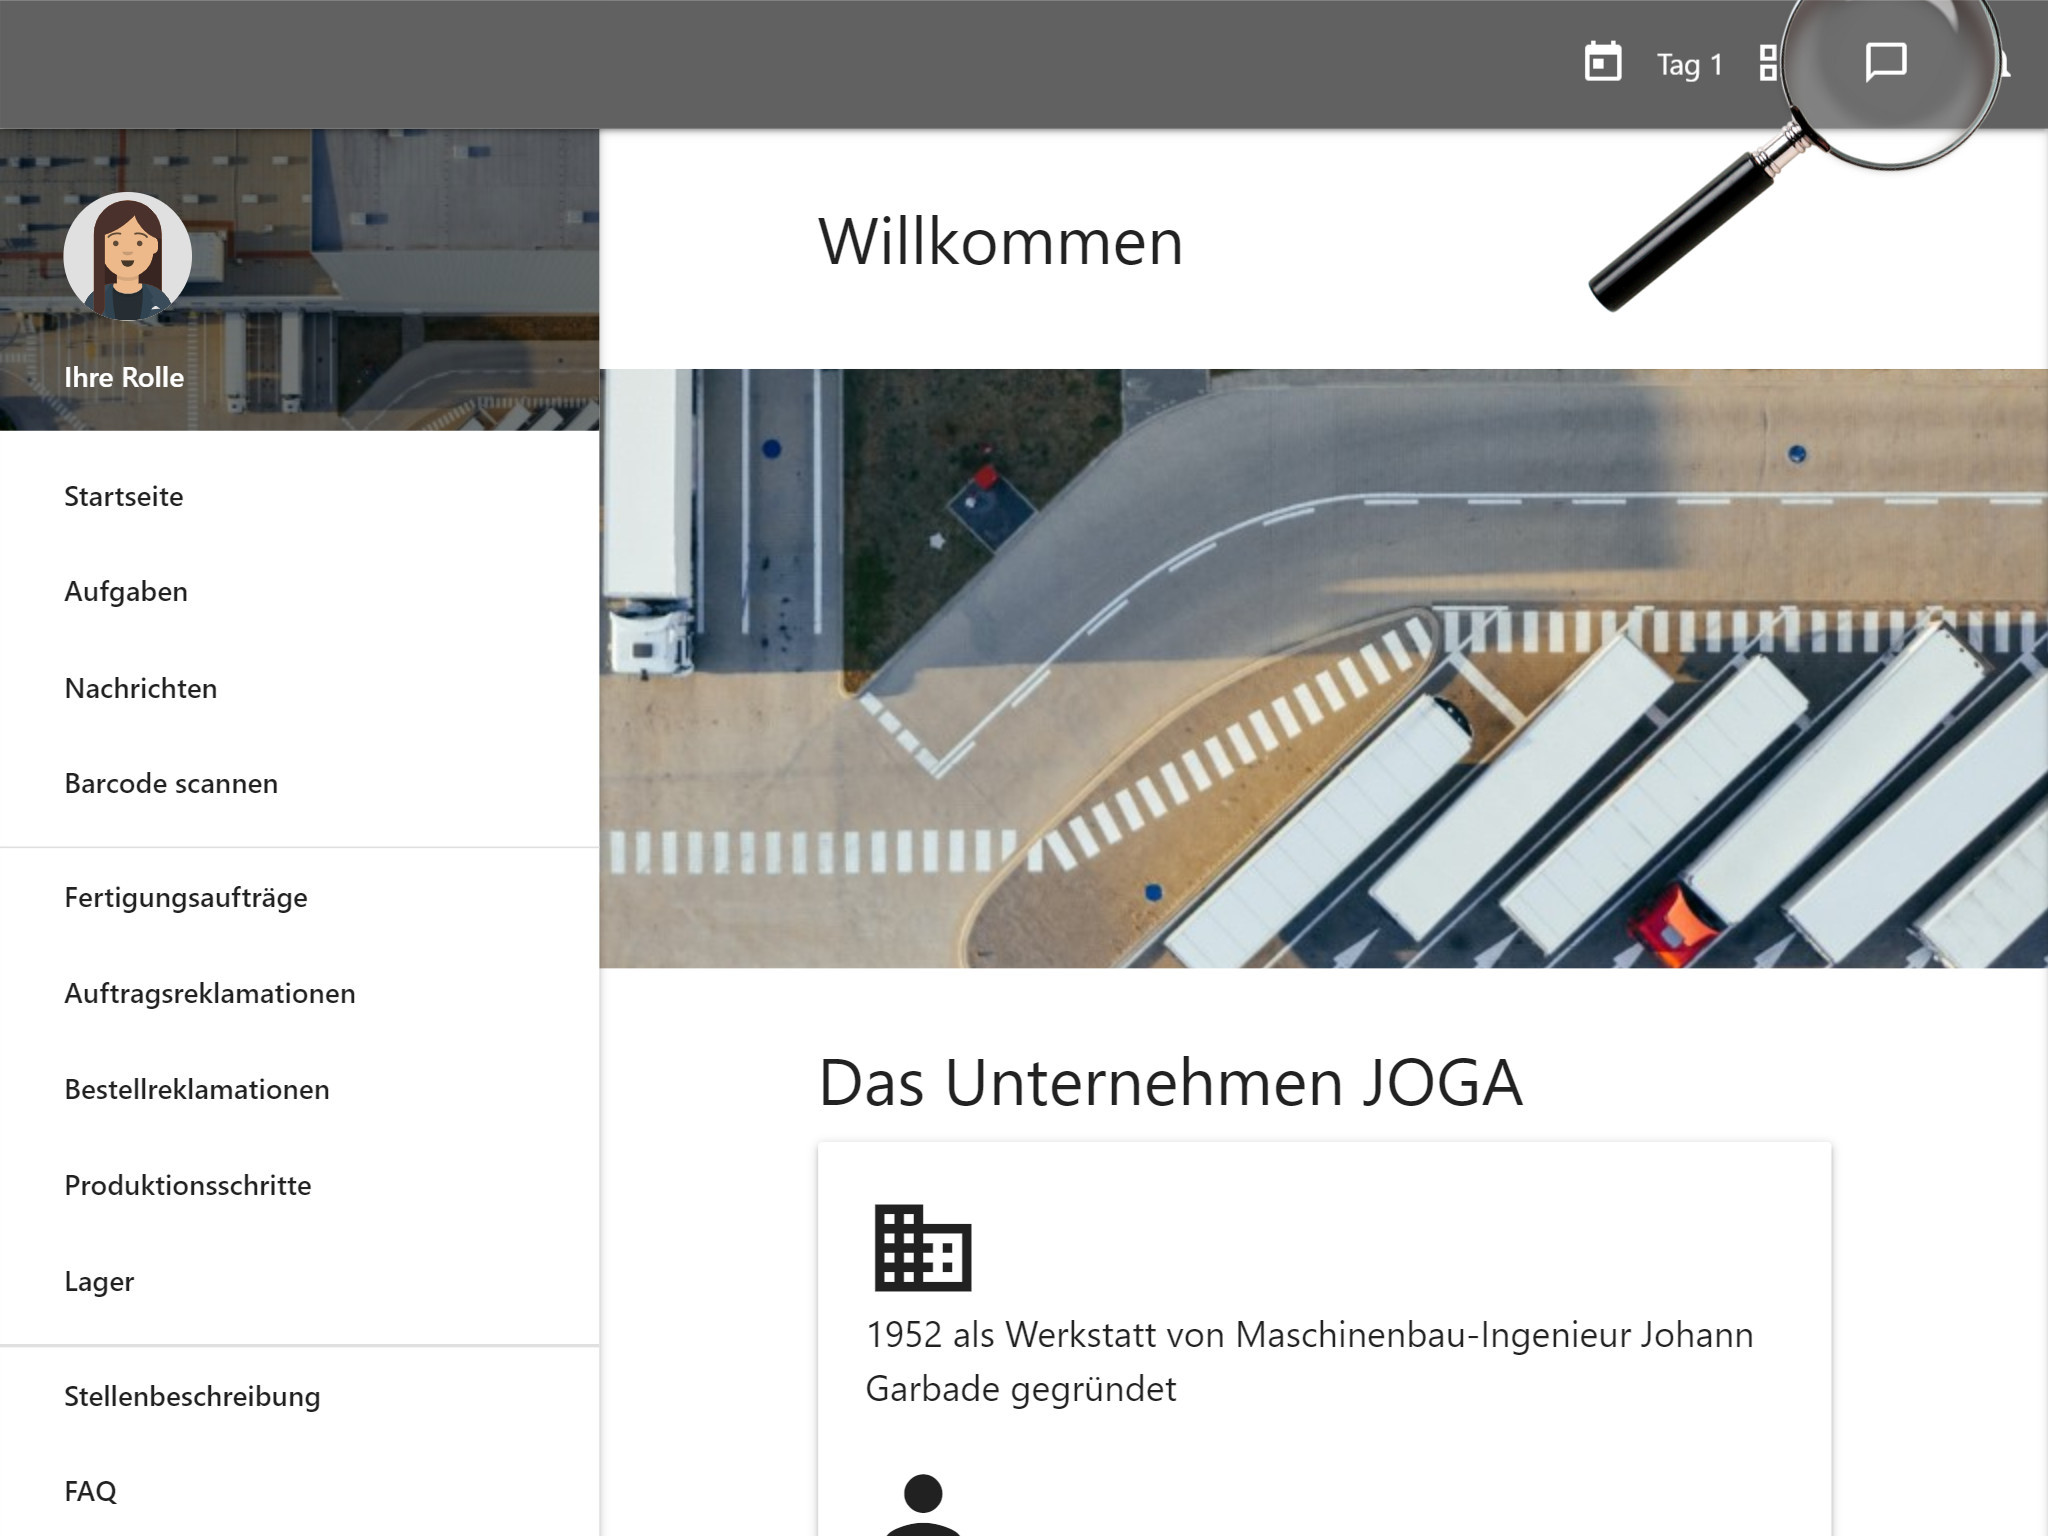 Tag 1
Ihre Rolle
Startseite
Aufgaben
Nachrichten
Barcode scannen
Fertigungsaufträge
Auftragsreklamationen
Bestellreklamationen
Produktionsschritte
Lager
Stellenbeschreibung
FAQ
Willkommen
Das Unternehmen JOGA
1952 als Werkstatt von Maschinenbau-Ingenieur Johann
Garbade gegründet